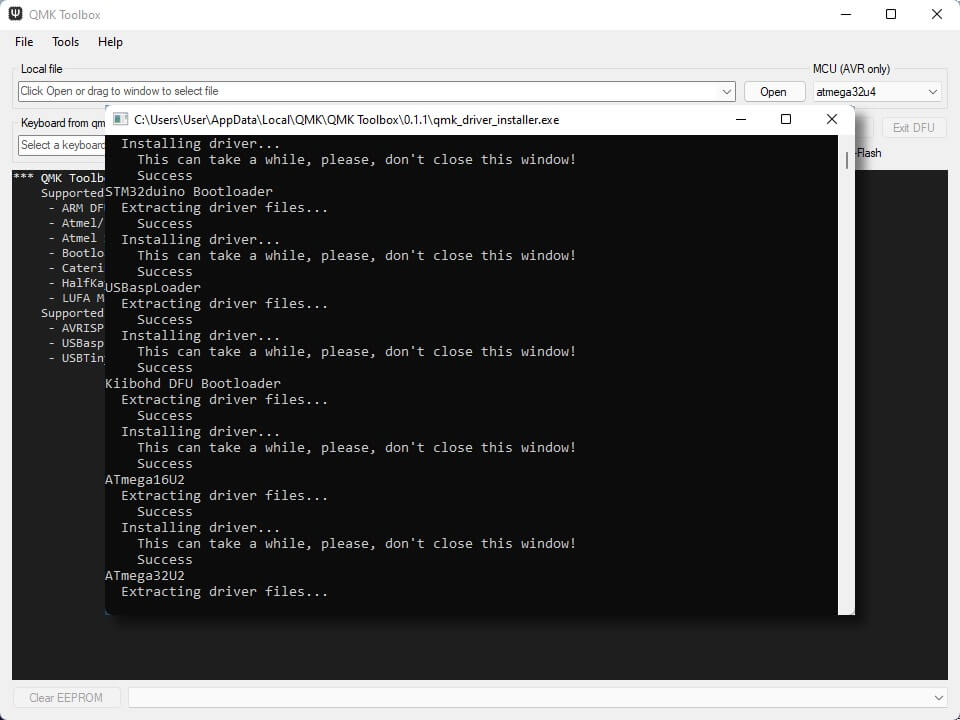 QMK Toolbox
File Tools Help
Local file
MCU (AVR only)
Click Open or drag to window to select file
Open
atmega32u4
Keyboard from qm
Exit DFU
Select a keyboard
-Flash
*** QMK Toolb
Supported
- ARM DF
- Atmel/
- Atmel
- Bootlo
- Cateri
- HalfKa
- LUFA M
Supported
- AVRISP
- USBasp
- USBTin
C:\Users\User\AppData\Local\QMK\QMK Toolbox\0.1.1\qmk_driver_installer.exe
Installing driver...
This can take a while, please, don't close this window!
Success
STM32duino Bootloader
Extracting driver files...
Success
Installing driver...
This can take a while, please, don't close this window!
Success
USBaspLoader
Extracting driver files...
Success
Installing driver...
This can take a while, please, don't close this window!
Success
Kiibohd DFU Bootloader
Extracting driver files...
Success
Installing driver...
This can take a while, please, don't close this window!
Success
ATmega16U2
Extracting driver files...
Success
Installing driver...
This can take a while, please, don't close this window!
Success
ATmega32U2
Extracting driver files...
Clear EEPROM